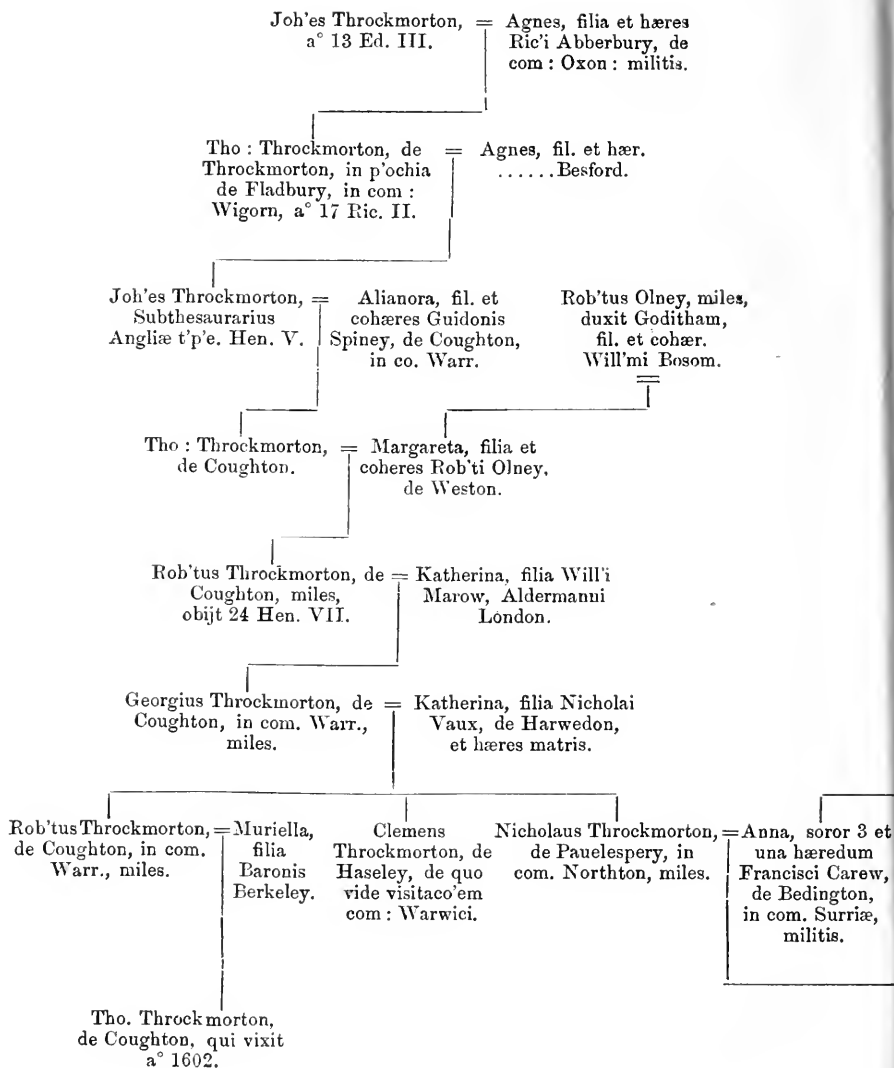 Joh'es Throckmorton,
a° 13 Ed. III.
=
Agnes, filia et hæres
Ric'i Abberbury, de
com : Oxon : militis.
Tho : Throckmorton, de
Throckmorton, in p'ochia
de Fladbury, in com :
Wigorn, a° 17 Ric. II.
=
Agnes, fil. et hær.
......Besford.
Joh'es Throckmorton,
Subthesaurarius
Angliæ t'p'e. Hen. V.
=
Alianora, fil. et
cohæres Guidonis
Spiney, de Coughton,
in co. Warr.
Rob'tus Olney, miles,
duxit Goditham,
fil. et cohær.
Will'mi Bosom.
=
Tho : Throckmorton,
de Coughton.
=
Margareta, filia et
coheres Rob'ti Olney,
de Weston.
Rob'tus Throckmorton, de
Coughton, miles,
obijt 24 Hen. VII.
=
Katherina, filia Will'i
Marow, Aldermanni
London.
Georgius Throckmorton, de
Coughton, in com. Warr.,
miles.
=
Katherina, filia Nicholai
Vaux, de Harwedon,
et hæres matris.
Rob'tus Throckmorton,
de Coughton, in com.
Warr., miles.
=
Muriella,
filia
Baronis
Berkeley.
Clemens
Throckmorton, de
Haseley, de quo
vide visitaco'em
com : Warwici.
Nicholaus Throckmorton,
de Pauelespery, in
com. Northton, miles.
=
Anna, soror 3 et
una hæredum
Francisci Carew,
de Bedington,
in com. Surriæ,
militis.
Tho. Throckmorton,
de Coughton, qui vixit
a° 1602.